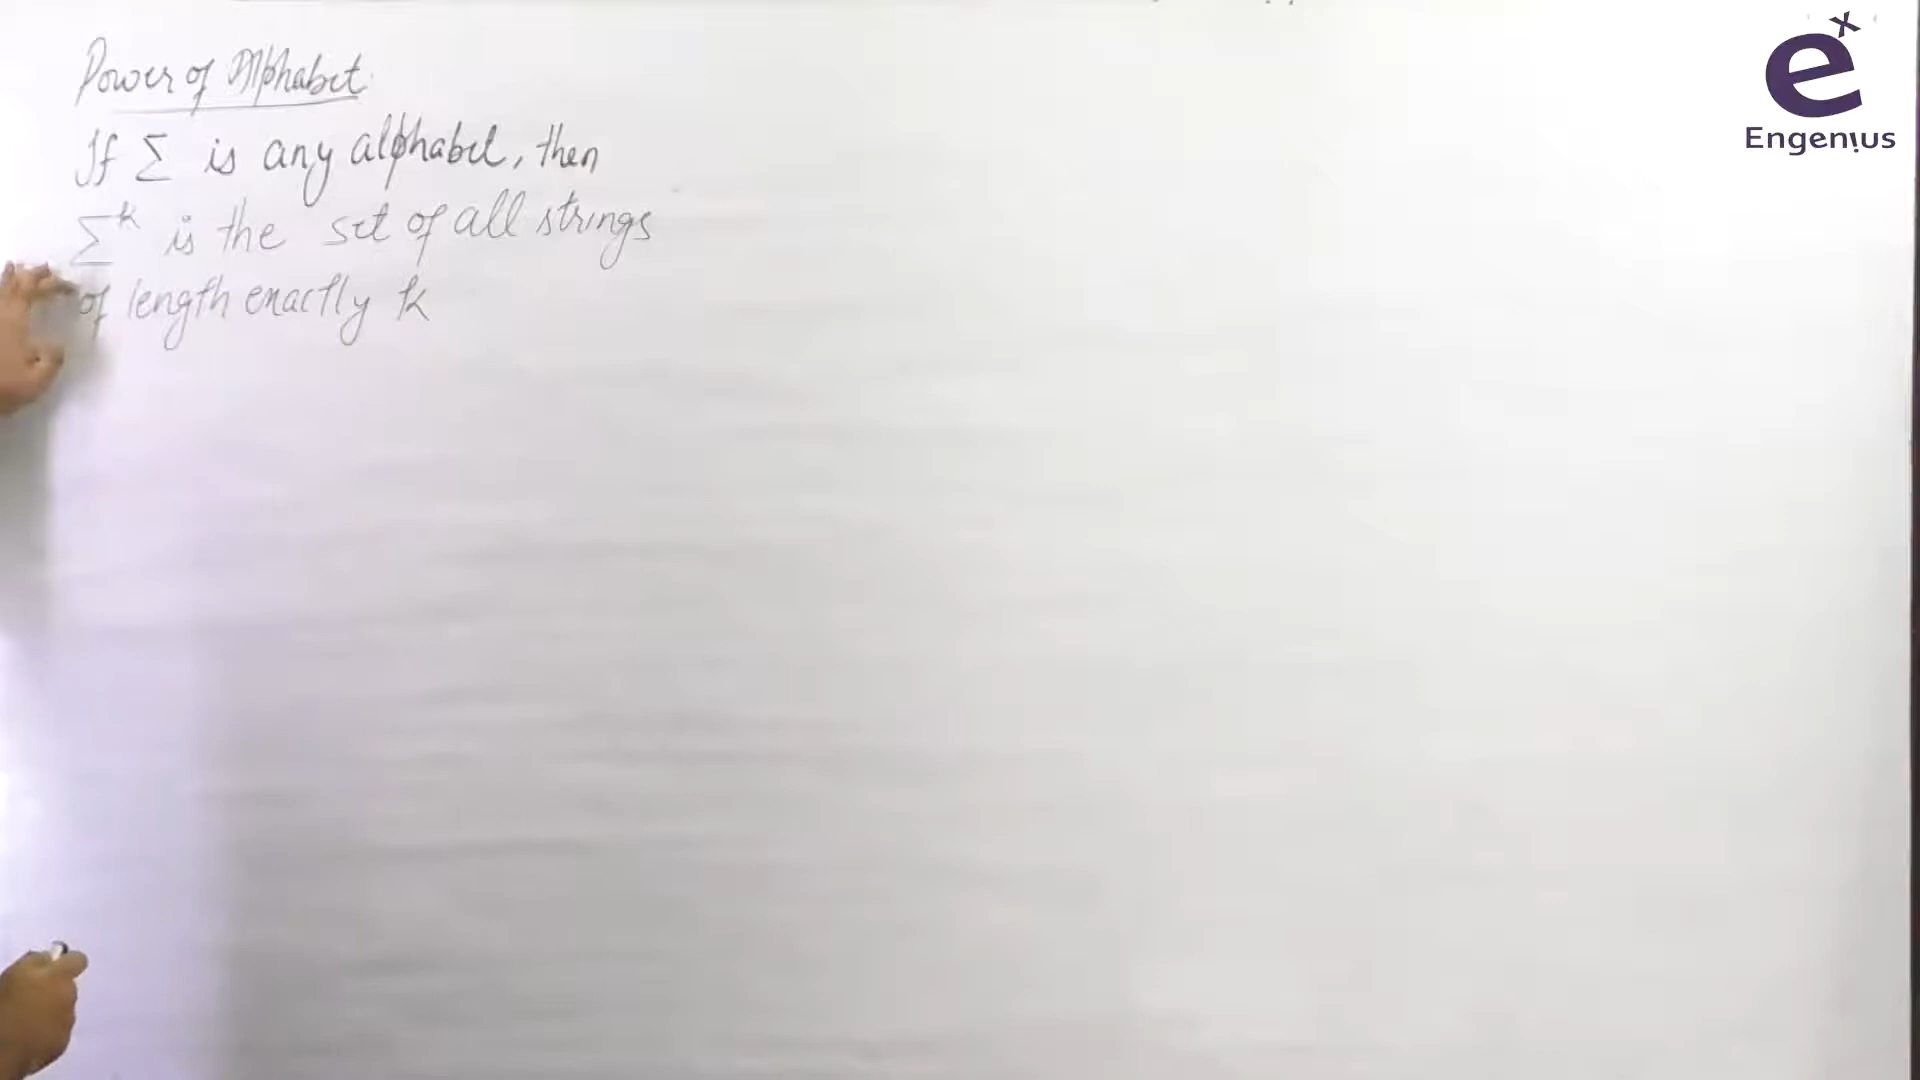 Power of Alphabet
If Σ is any alphabet, then
Σ^k is the set of all strings
of length exactly k
e^x
Engenius